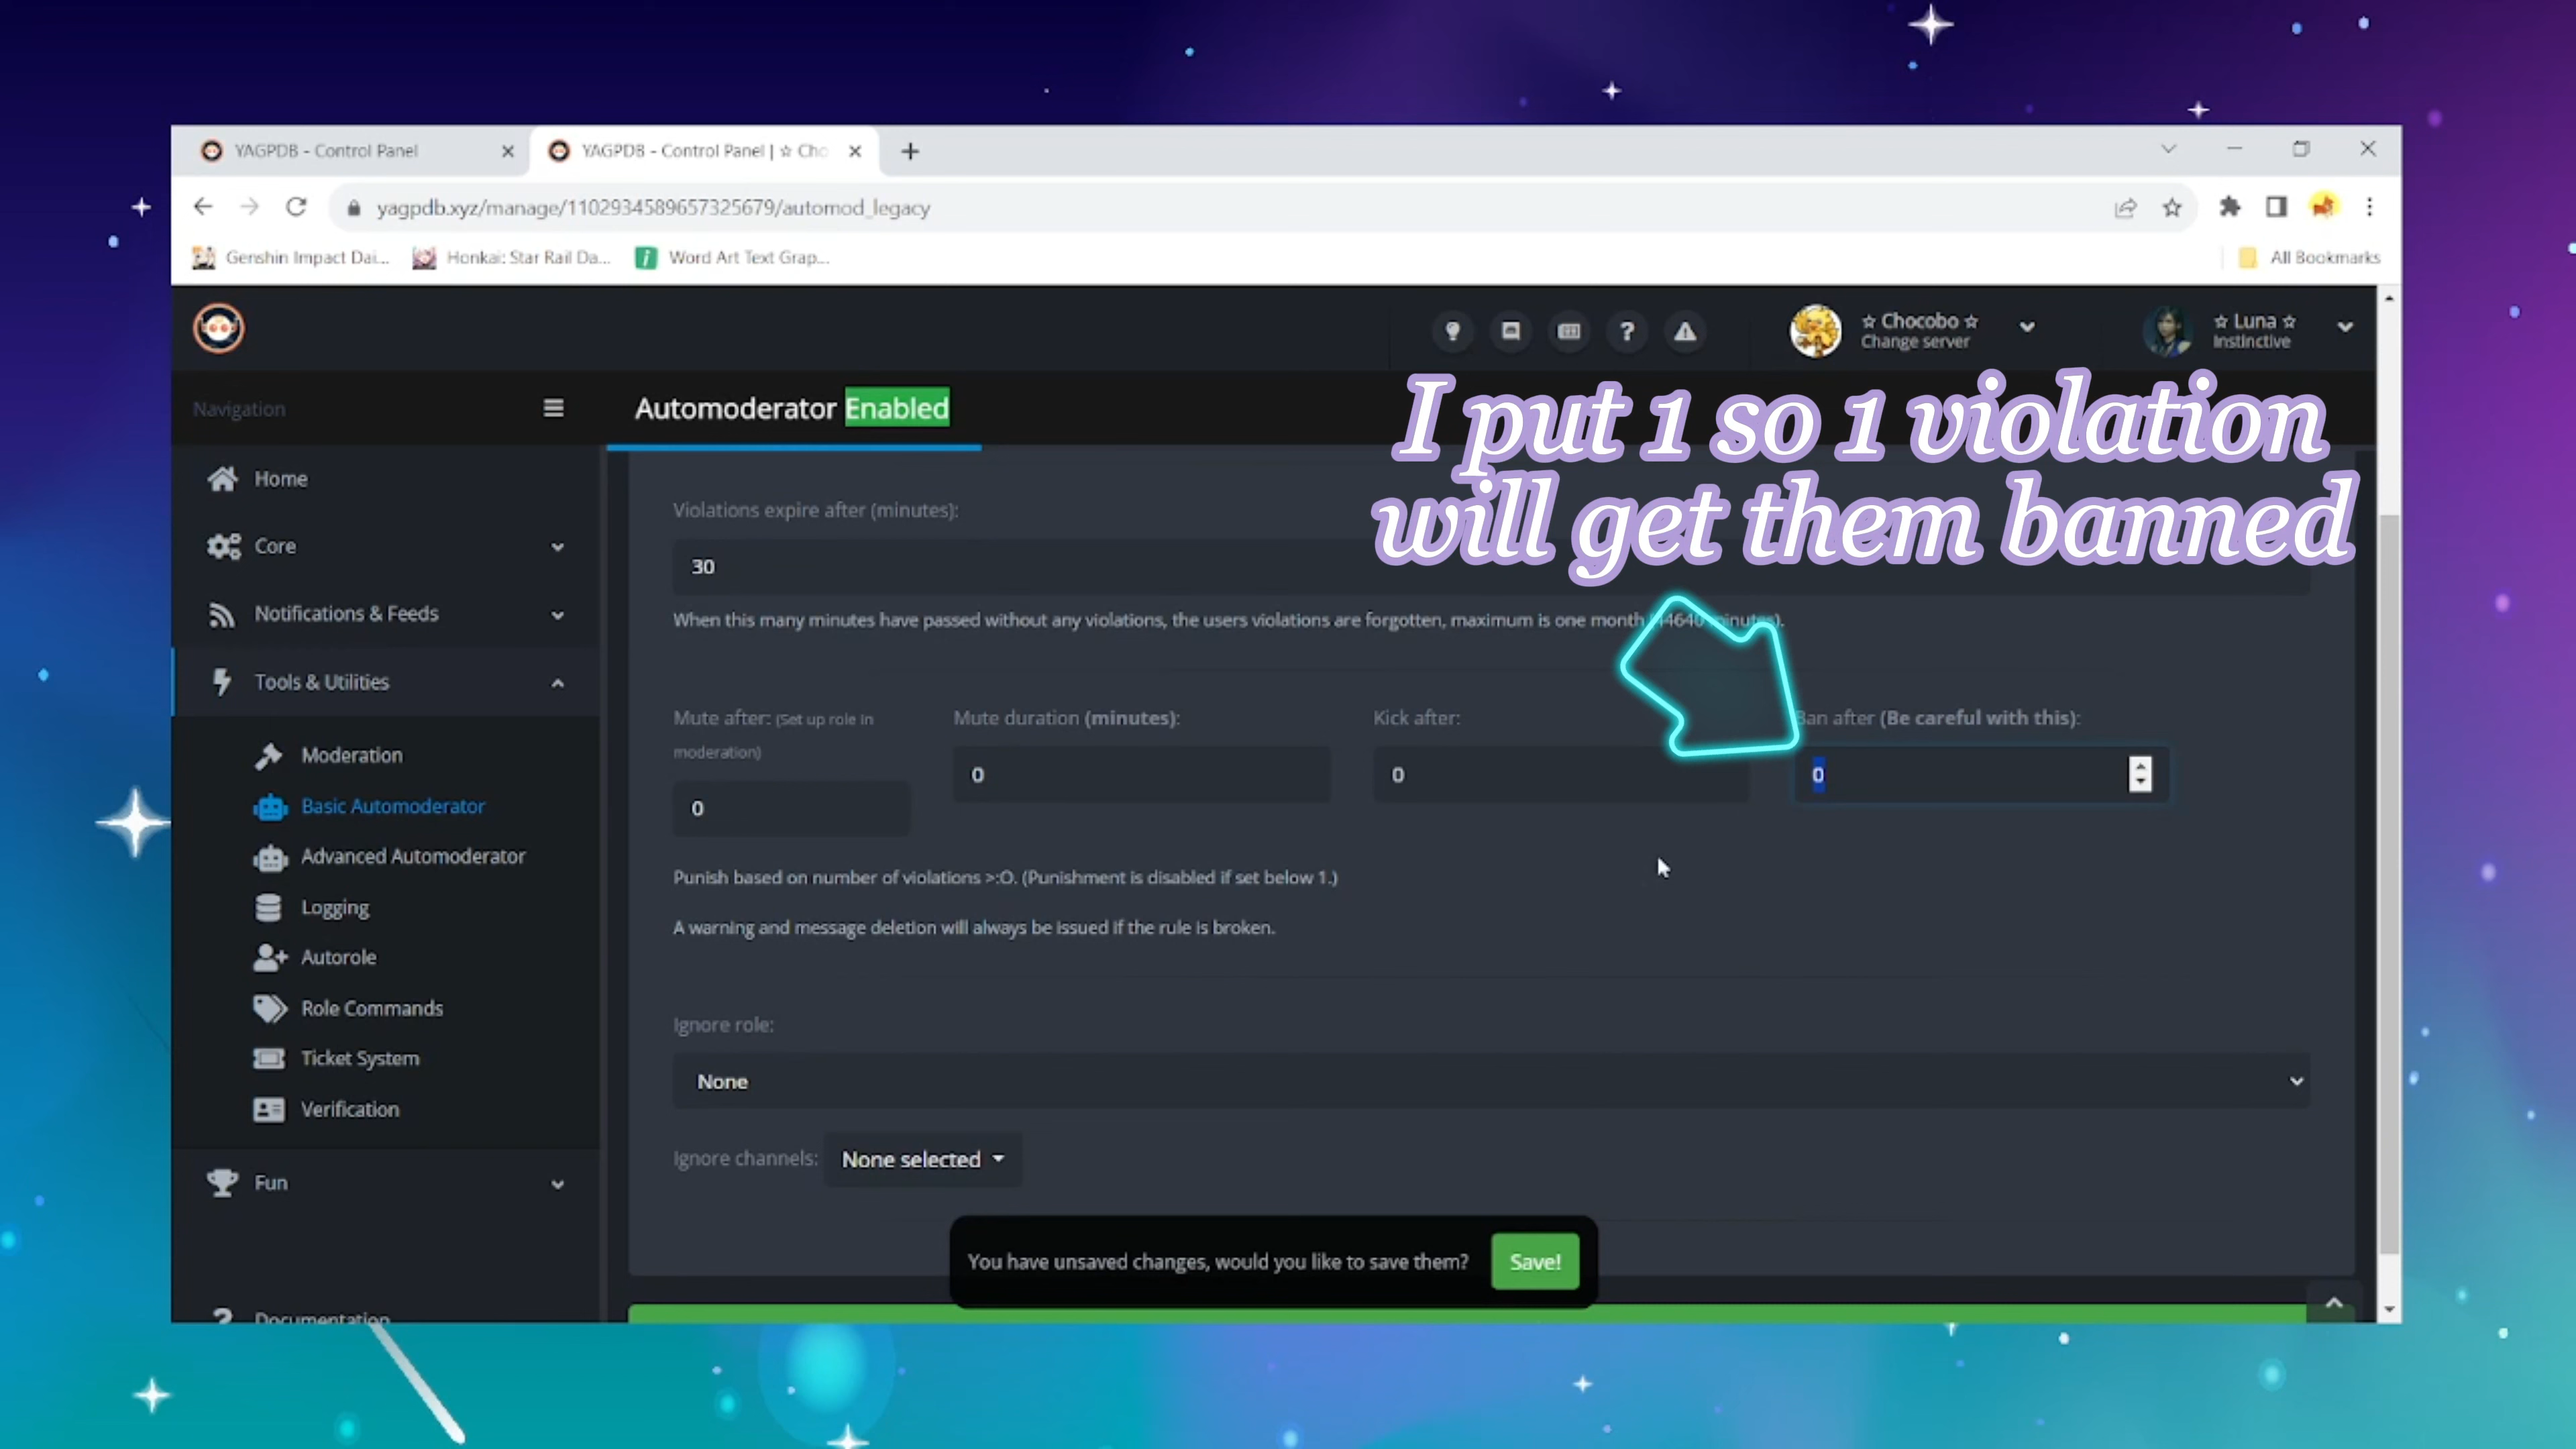 YAGPDB - Control Panel
YAGPDB - Control Panel | ☆ Cho
yagpdb.xyz/manage/1102934589657325679/automod_legacy
Genshin Impact Dai...
Honkai: Star Rail Da...
Word Art Text Grap...
All Bookmarks
☆ Chocobo ☆
Change server
☆ Luna ☆
Instinctive
Navigation
Automoderator Enabled
I put 1 so 1 violation
will get them banned
Home
Core
Notifications & Feeds
Tools & Utilities
Moderation
Basic Automoderator
Advanced Automoderator
Logging
Autorole
Role Commands
Ticket System
Verification
Fun
Documentation
Violations expire after (minutes):
30
When this many minutes have passed without any violations, the users violations are forgotten, maximum is one month
Mute after: (Set up role in
moderation)
0
Mute duration (minutes):
0
Kick after:
0
Ban after (Be careful with this):
0
Punish based on number of violations >:O. (Punishment is disabled if set below 1.)
A warning and message deletion will always be issued if the rule is broken.
Ignore role:
None
Ignore channels: None selected
You have unsaved changes, would you like to save them? Save!